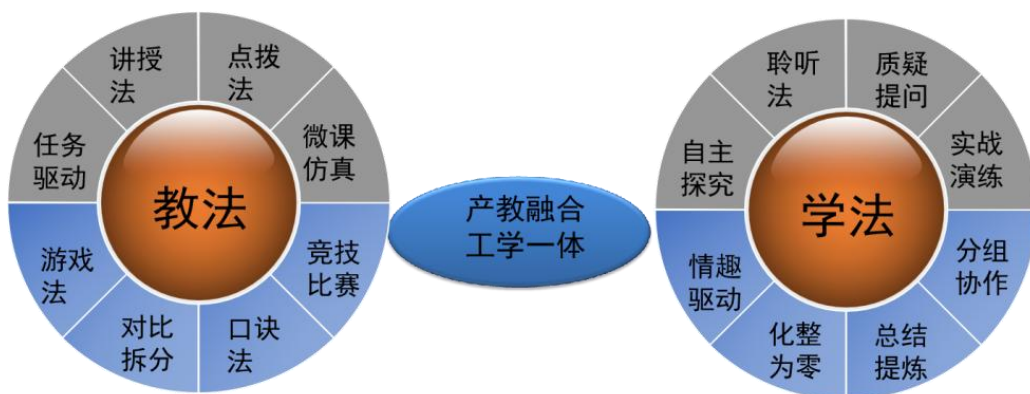 讲授
法
点拨
法
任务
驱动
微课
仿真
教法
游戏
法
竞技
比赛
对比
拆分
口诀
法
产教融合
工学一体
聆听
法
质疑
提问
自主
探究
实战
演练
学法
情趣
驱动
分组
协作
化整
为零
总结
提炼